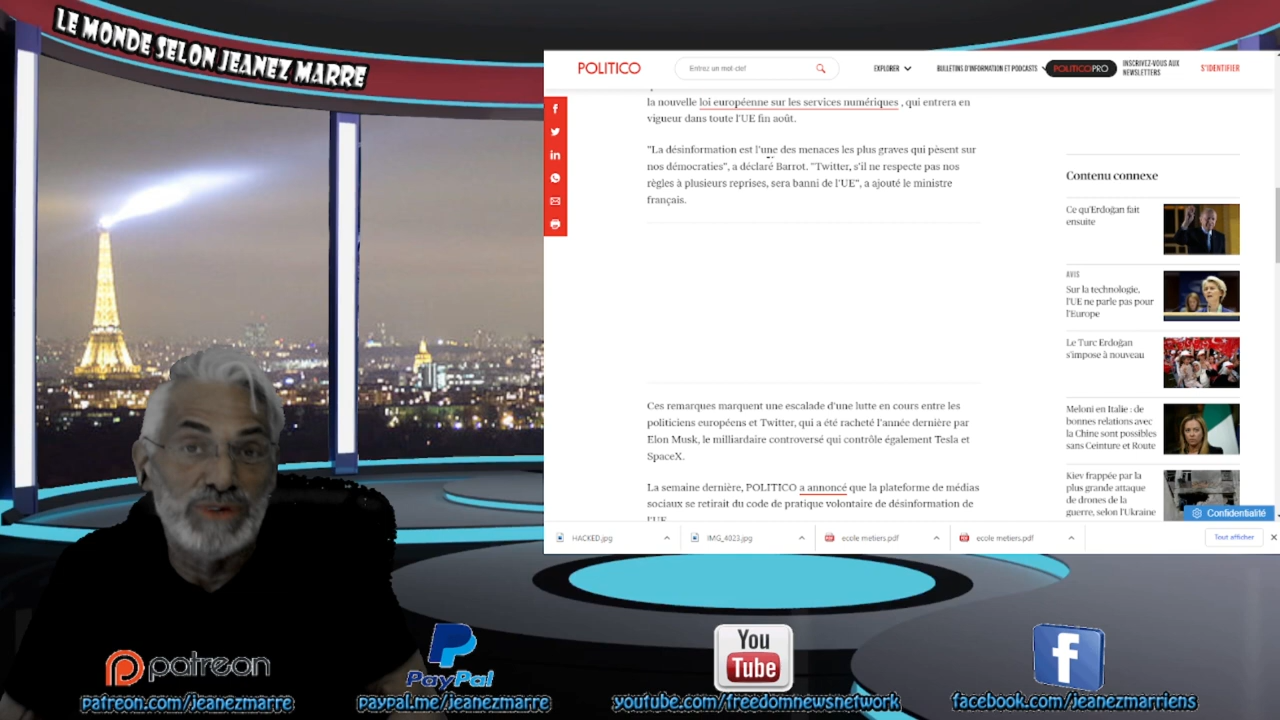 LE MONDE SELON JEANEZ MARRE
POLITICO
Entrez un mot clef
EXPLORER
BULLETINS D'INFORMATION ET PODCASTS
POLITICOPRO
INSCRIVEZ-VOUS AUX
NEWSLETTERS
S'IDENTIFIER
la nouvelle loi européenne sur les services numériques , qui entrera en
vigueur dans toute l'UE fin août.
"La désinformation est l'une des menaces les plus graves qui pèsent sur
nos démocraties", a déclaré Barrot. "Twitter, s'il ne respecte pas nos
règles à plusieurs reprises, sera banni de l'UE", a ajouté le ministre
français.
Ces remarques marquent une escalade d'une lutte en cours entre les
politiciens européens et Twitter, qui a été racheté l'année dernière par
Elon Musk, le milliardaire controversé qui contrôle également Tesla et
SpaceX.
La semaine dernière, POLITICO a annoncé que la plateforme de médias
sociaux se retirait du code de pratique volontaire de désinformation de
l'UE.
Contenu connexe
Ce qu'Erdoğan fait
ensuite
AVIS
Sur la technologie,
l'UE ne parle pas pour
l'Europe
Le Turc Erdoğan
s'impose à nouveau
Meloni en Italie : de
bonnes relations avec
la Chine sont possibles
sans Ceinture et Route
Kiev frappée par la
plus grande attaque
de drones de la
guerre, selon l'Ukraine
Confidentialité
HACKED.jpg
IMG_4023.jpg
ecole metiers.pdf
ecole metiers.pdf
Tout afficher
patreon
patreon.com/jeanezmarre
PayPal
paypal.me/jeanezmarre
You
Tube
youtube.com/freedomnewsnetwork
f
facebook.com/jeanezmarriens